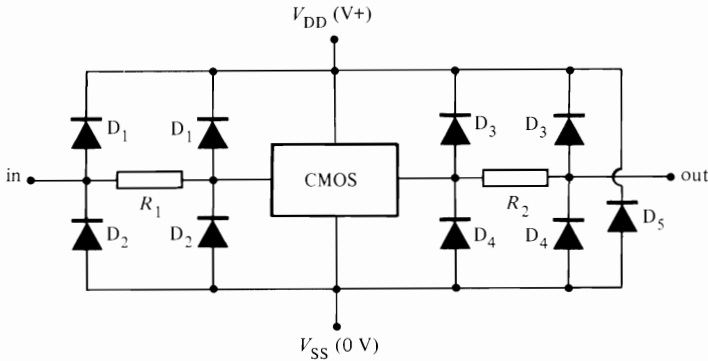 V_DD (V+)
D_1 D_1 D_3 D_3
in R_1 CMOS R_2 out
D_2 D_2 D_4 D_4 D_5
V_SS (0 V)